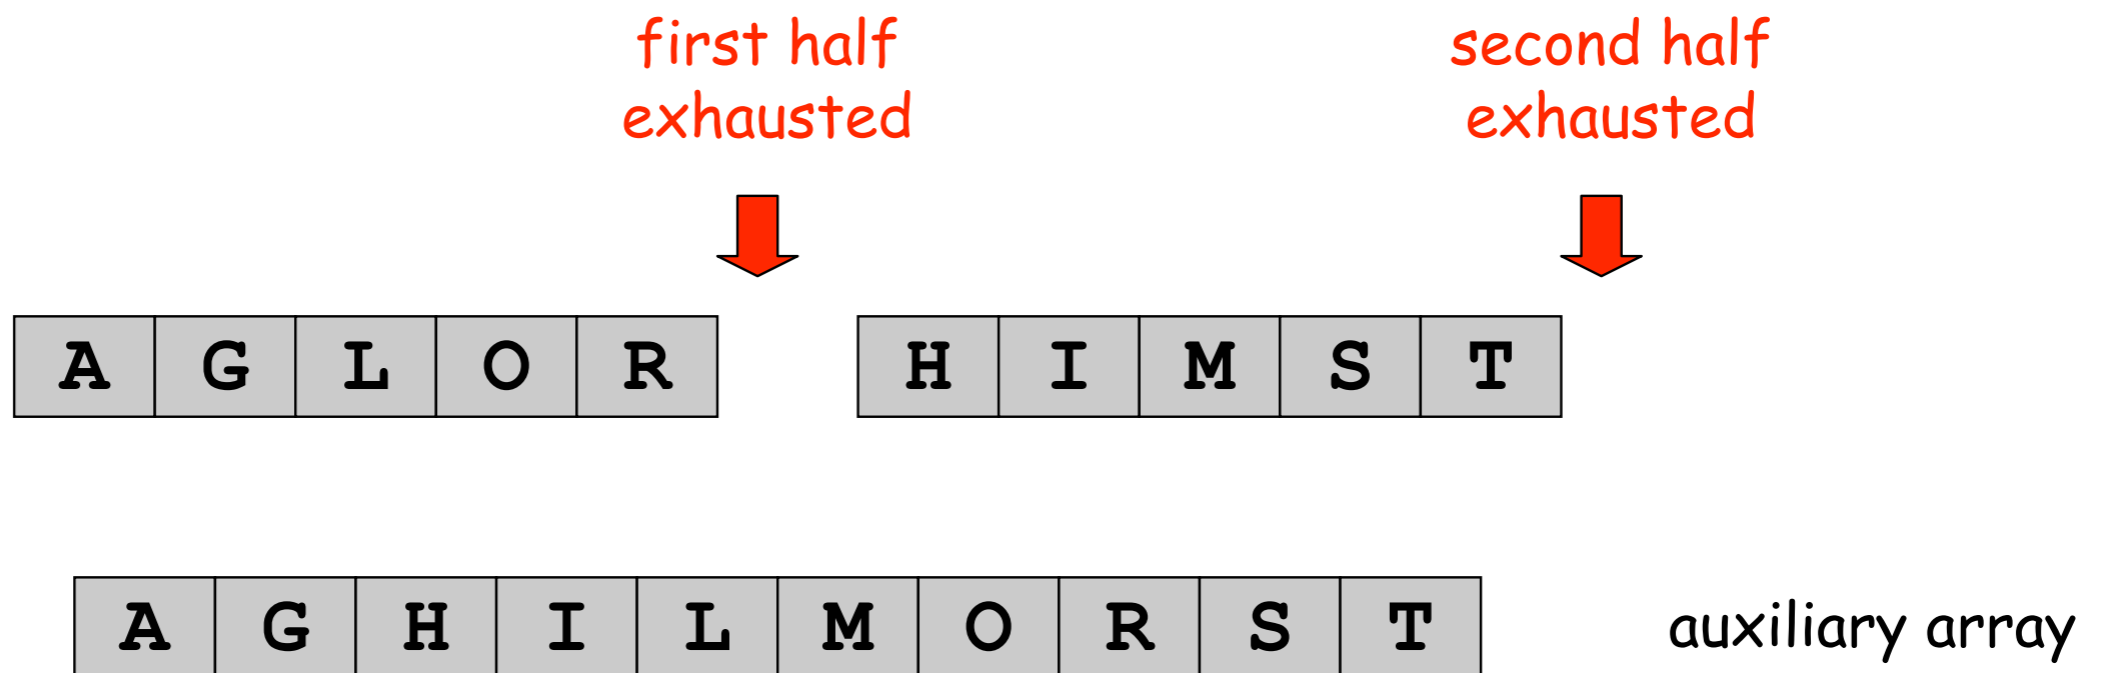 first half
exhausted
second half
exhausted
A G L O R
H I M S T
A G H I L M O R S T
auxiliary array